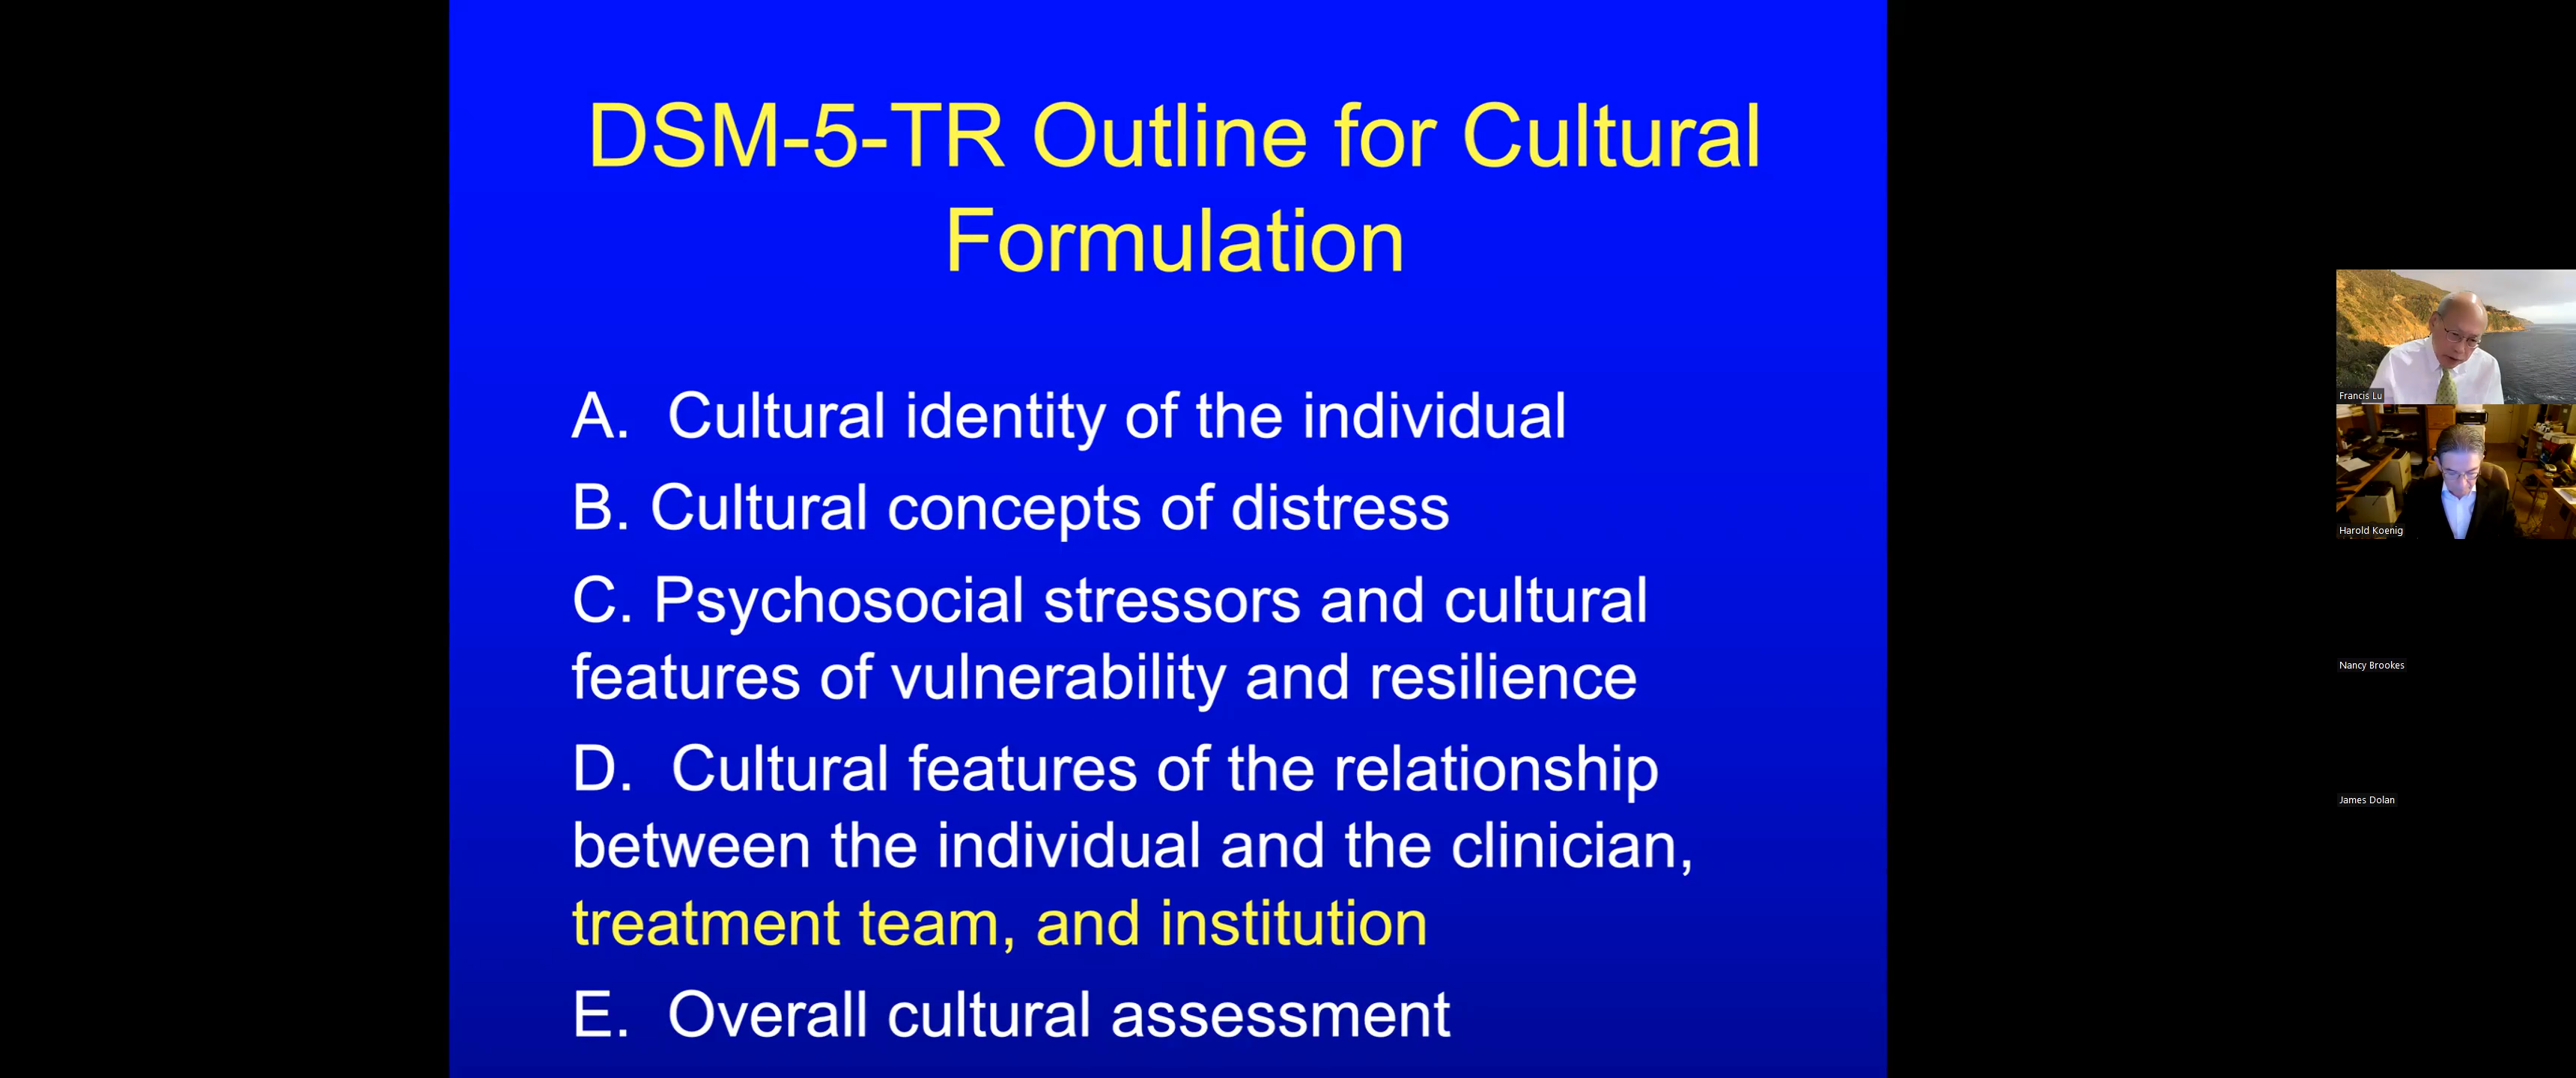 DSM-5-TR Outline for Cultural
Formulation
A. Cultural identity of the individual
B. Cultural concepts of distress
C. Psychosocial stressors and cultural
features of vulnerability and resilience
D. Cultural features of the relationship
between the individual and the clinician,
treatment team, and institution
E. Overall cultural assessment
Francis Lu
Harold Koenig
Nancy Brookes
James Dolan